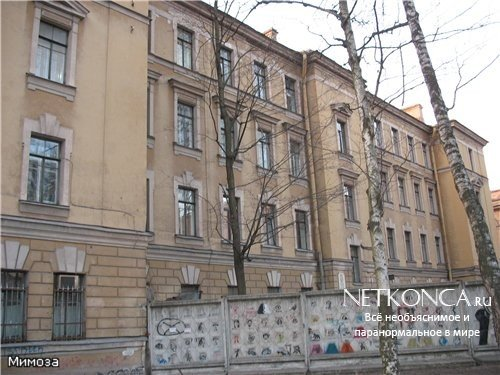 NETKONCA.ru
Всё необъяснимое и
паранормальное в мире
Мимоза